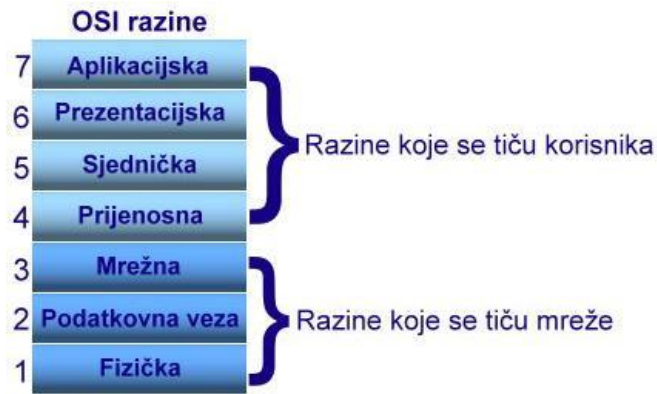 OSI razine
7 Aplikacijska
6 Prezentacijska
5 Sjednička
4 Prijenosna
Razine koje se tiču korisnika
3 Mrežna
2 Podatkovna veza
1 Fizička
Razine koje se tiču mreže